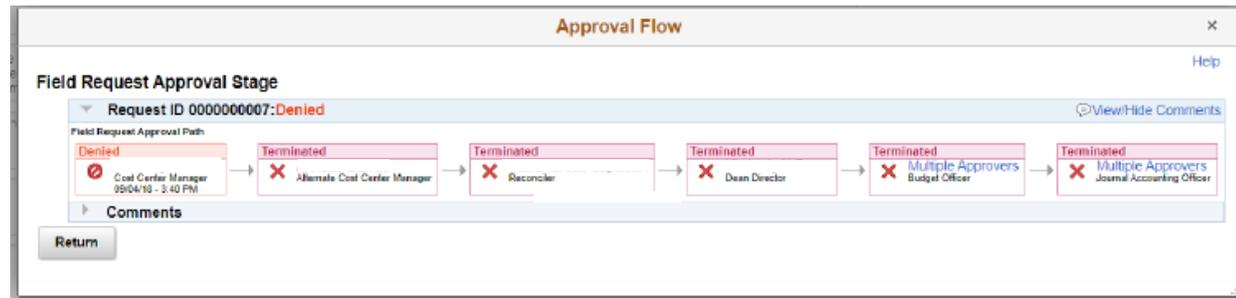 Approval Flow
×
Help
Field Request Approval Stage
Request ID 0000000007:Denied
View/Hide Comments
Field Request Approval Path
Denied
Cost Center Manager
09/04/18 - 3:40 PM
Terminated
Alternate Cost Center Manager
Terminated
Reconciler
Terminated
Dean Director
Terminated
Multiple Approvers
Budget Officer
Terminated
Multiple Approvers
Journal Accounting Officer
Comments
Return